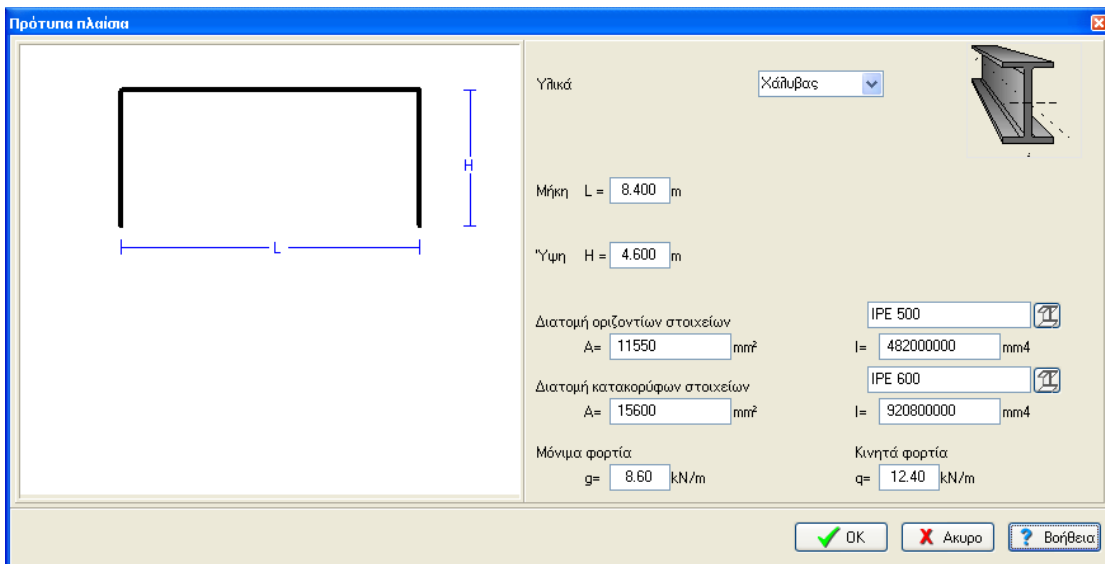 Πρότυπα πλαίσια
H
L
Υλικά Χάλυβας
Μήκη L = 8.400 m
Ύψη H = 4.600 m
Διατομή οριζοντίων στοιχείων IPE 500
A= 11550 mm² I= 482000000 mm4
Διατομή κατακορύφων στοιχείων IPE 600
A= 15600 mm² I= 920800000 mm4
Μόνιμα φορτία Κινητά φορτία
g= 8.60 kN/m q= 12.40 kN/m
OK Ακυρο ? Βοήθεια